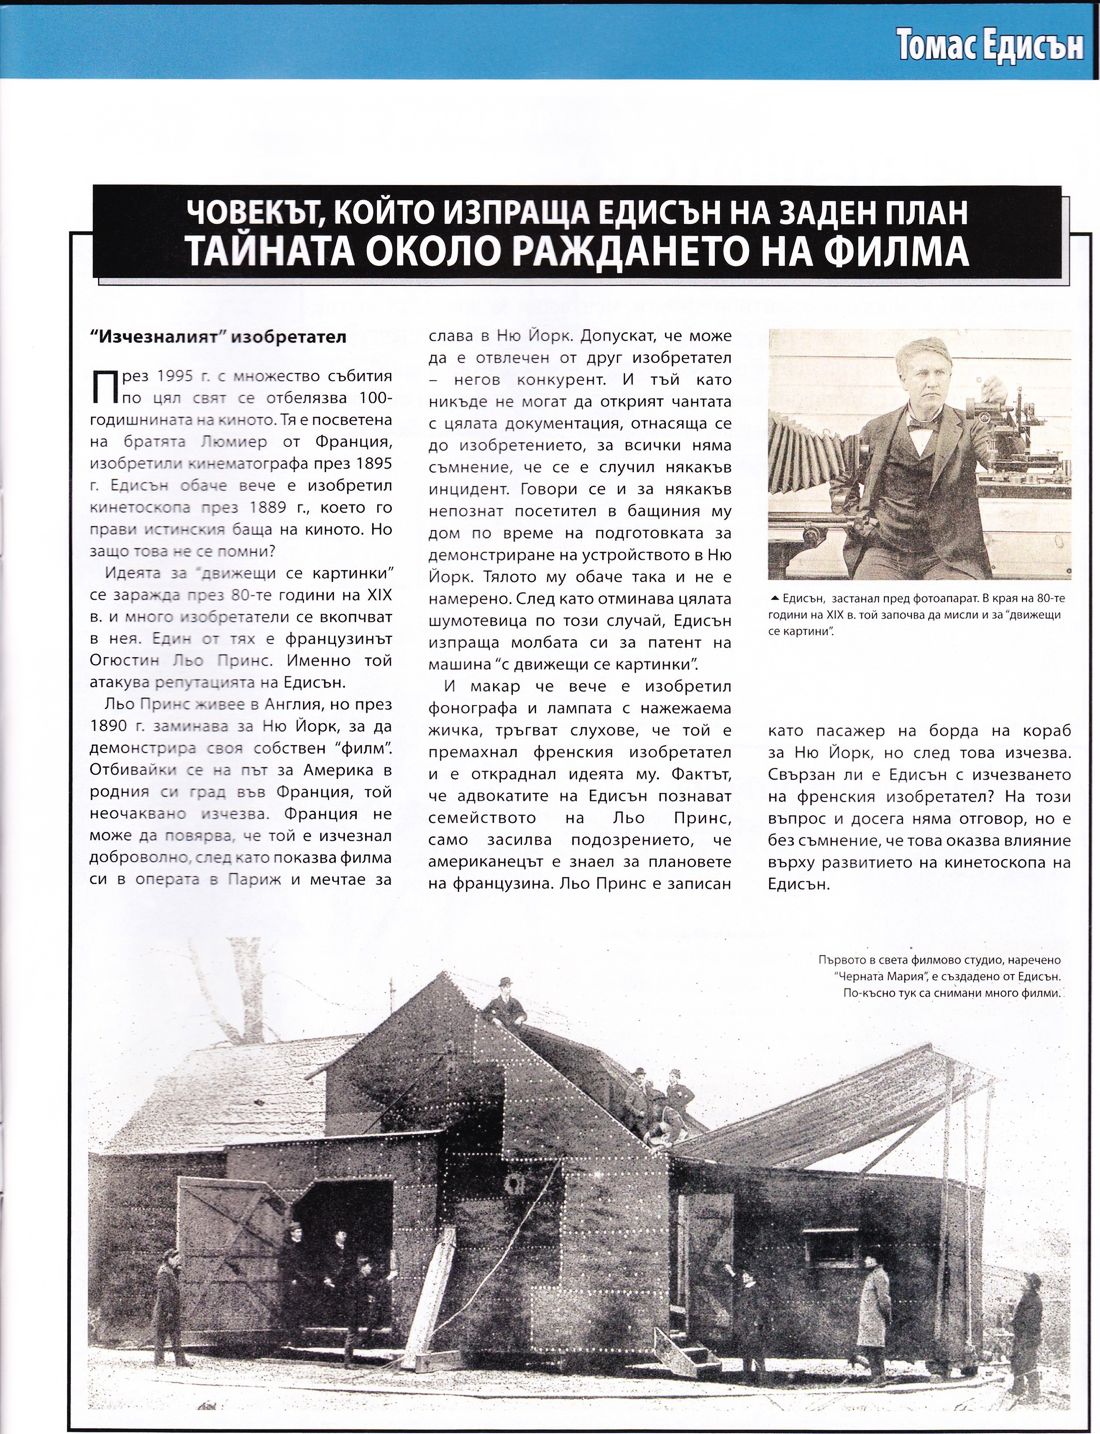 Томас Едисън
ЧОВЕКЪТ, КОЙТО ИЗПРАЩА ЕДИСЪН НА ЗАДЕН ПЛАН
ТАЙНАТА ОКОЛО РАЖДАНЕТО НА ФИЛМА
“Изчезналият” изобретател
През 1995 г. с множество събития
по цял свят се отбелязва 100-
годишнината на киното. Тя е посветена
на братята Люмиер от Франция,
изобретили кинематографа през 1895
г. Едисън обаче вече е изобретил
кинетоскопа през 1889 г., което го
прави истинския баща на киното. Но
защо това не се помни?
Идеята за “движещи се картинки”
се заражда през 80-те години на XIX
в. и много изобретатели се вкопчват
в нея. Един от тях е французинът
Огюстин Льо Принс. Именно той
атакува репутацията на Едисън.
Льо Принс живее в Англия, но през
1890 г. заминава за Ню Йорк, за да
демонстрира своя собствен “филм”.
Отбивайки се на път за Америка в
родния си град във Франция, той
неочаквано изчезва. Франция не
може да повярва, че той е изчезнал
доброволно, след като показва филма
си в операта в Париж и мечтае за
слава в Ню Йорк. Допускат, че може
да е отвлечен от друг изобретател
– негов конкурент. И тъй като
никъде не могат да открият чантата
с цялата документация, отнасяща се
до изобретението, за всички няма
съмнение, че се е случил някакъв
инцидент. Говори се и за някакъв
непознат посетител в бащиния му
дом по време на подготовката за
демонстриране на устройството в Ню
Йорк. Тялото му обаче така и не е
намерено. След като отминава цялата
шумотевица по този случай, Едисън
изпраща молбата си за патент на
машина “с движещи се картинки”.
И макар че вече е изобретил
фонографа и лампата с нажежаема
жичка, тръгват слухове, че той е
премахнал френския изобретател
и е откраднал идеята му. Фактът,
че адвокатите на Едисън познават
семейството на Льо Принс,
само засилва подозрението, че
американецът е знаел за плановете
на французина. Льо Принс е записан
Едисън, застанал пред фотоапарат. В края на 80-те
години на XIX в. той започва да мисли и за “движещи
се картини”.
като пасажер на борда на кораб
за Ню Йорк, но след това изчезва.
Свързан ли е Едисън с изчезването
на френския изобретател? На този
въпрос и досега няма отговор, но е
без съмнение, че това оказва влияние
върху развитието на кинетоскопа на
Едисън.
Първото в света филмово студио, наречено
“Черната Мария”, е създадено от Едисън.
По-късно тук са снимани много филми.